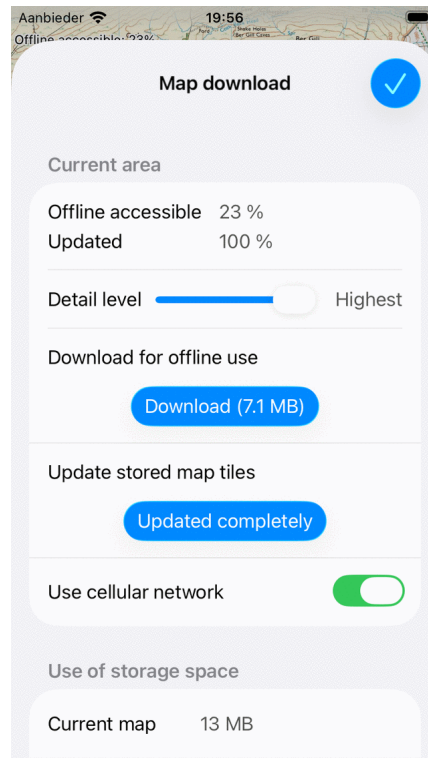 Aanbieder 19:56
Offline accessible: 23%
Map download
Current area
Offline accessible 23 %
Updated 100 %
Detail level Highest
Download for offline use
Download (7.1 MB)
Update stored map tiles
Updated completely
Use cellular network
Use of storage space
Current map 13 MB